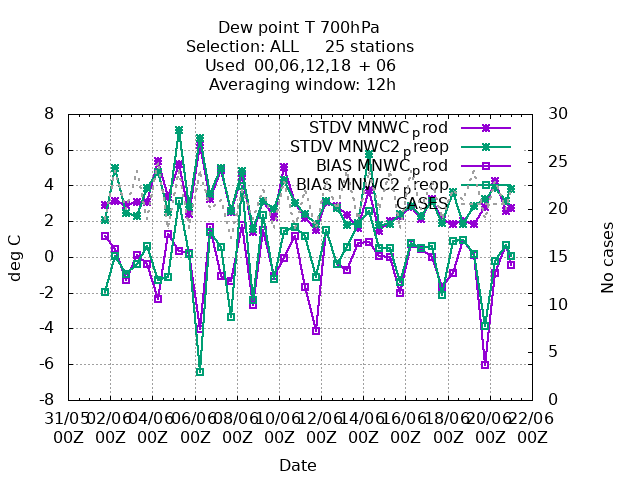 Dew point T 700hPa
Selection: ALL 25 stations
Used 00,06,12,18 + 06
Averaging window: 12h
8 30
STDV MNWCprod
STDV MNWC2preop
BIAS MNWCprod
BIAS MNWC2preop
CASES
6
4
2
0
-2
-4
-6
-8
25
20
15
10
5
0
deg C
No cases
31/05 02/06 04/06 06/06 08/06 10/06 12/06 14/06 16/06 18/06 20/06 22/06
00Z 00Z 00Z 00Z 00Z 00Z 00Z 00Z 00Z 00Z 00Z 00Z
Date